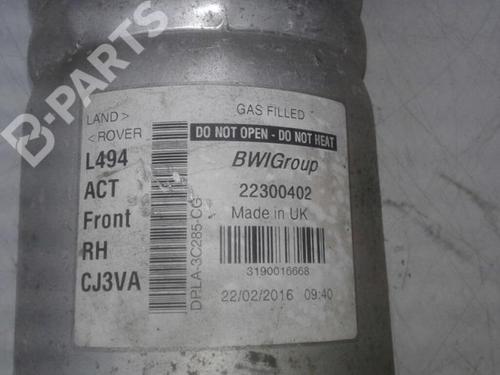 B-PARTS
LAND>
<ROVER
L494
ACT
Front
RH
CJ3VA
DPLA-3C285-CG
GAS FILLED
DO NOT OPEN - DO NOT HEAT
BWIGroup
22300402
Made in UK
3190016668
22/02/2016 09:40